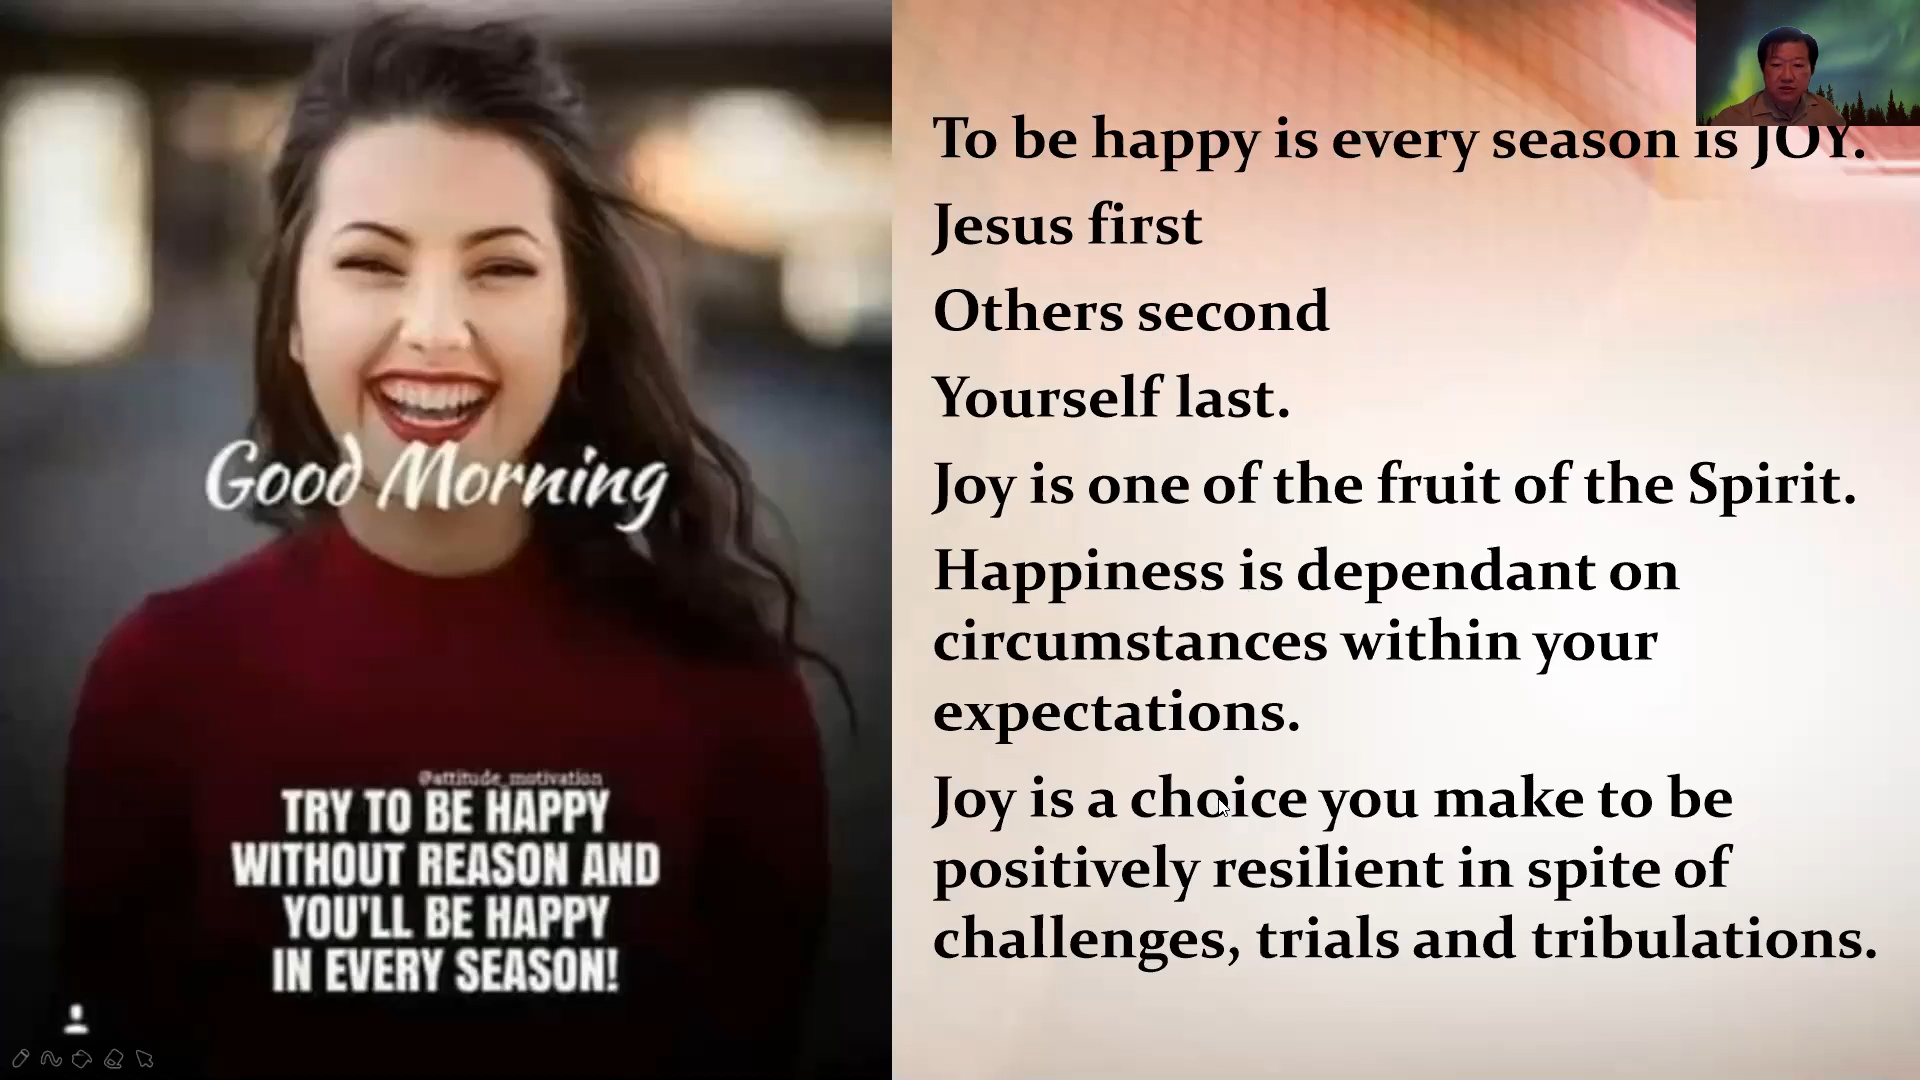 Good Morning
@attitude_motivation
TRY TO BE HAPPY
WITHOUT REASON AND
YOU'LL BE HAPPY
IN EVERY SEASON!
To be happy is every season is JOY.
Jesus first
Others second
Yourself last.
Joy is one of the fruit of the Spirit.
Happiness is dependant on
circumstances within your
expectations.
Joy is a choice you make to be
positively resilient in spite of
challenges, trials and tribulations.